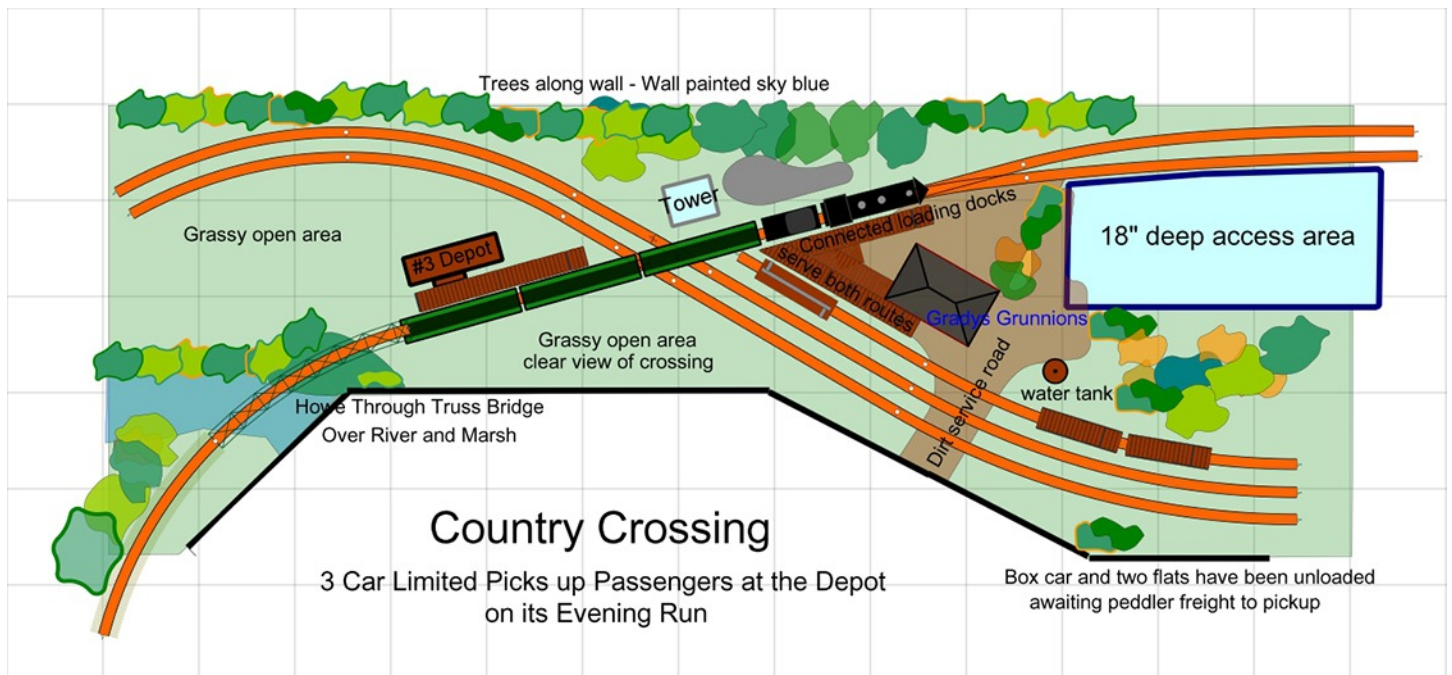 Trees along wall - Wall painted sky blue
Tower
Connected loading docks
serve both routes
18" deep access area
Grassy open area
#3 Depot
Gradys Grunnions
Grassy open area
clear view of crossing
Dirt service road
water tank
Howe Through Truss Bridge
Over River and Marsh
Country Crossing
3 Car Limited Picks up Passengers at the Depot
on its Evening Run
Box car and two flats have been unloaded
awaiting peddler freight to pickup